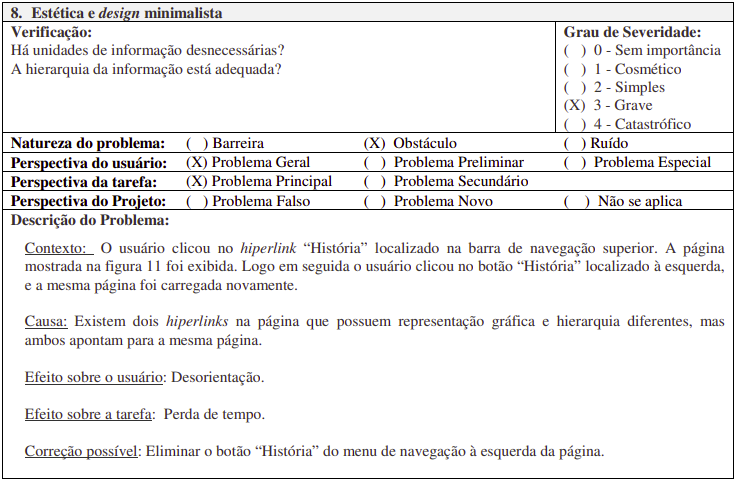 8. Estética e design minimalista
Verificação:
Há unidades de informação desnecessárias?
A hierarquia da informação está adequada?
Grau de Severidade:
( ) 0 - Sem importância
( ) 1 - Cosmético
( ) 2 - Simples
(X) 3 - Grave
( ) 4 - Catastrófico
Natureza do problema: ( ) Barreira (X) Obstáculo ( ) Ruído
Perspectiva do usuário: (X) Problema Geral ( ) Problema Preliminar ( ) Problema Especial
Perspectiva da tarefa: (X) Problema Principal ( ) Problema Secundário
Perspectiva do Projeto: ( ) Problema Falso ( ) Problema Novo ( ) Não se aplica
Descrição do Problema:
Contexto: O usuário clicou no hiperlink “História” localizado na barra de navegação superior. A página
mostrada na figura 11 foi exibida. Logo em seguida o usuário clicou no botão “História” localizado à esquerda,
e a mesma página foi carregada novamente.
Causa: Existem dois hiperlinks na página que possuem representação gráfica e hierarquia diferentes, mas
ambos apontam para a mesma página.
Efeito sobre o usuário: Desorientação.
Efeito sobre a tarefa: Perda de tempo.
Correção possível: Eliminar o botão “História” do menu de navegação à esquerda da página.